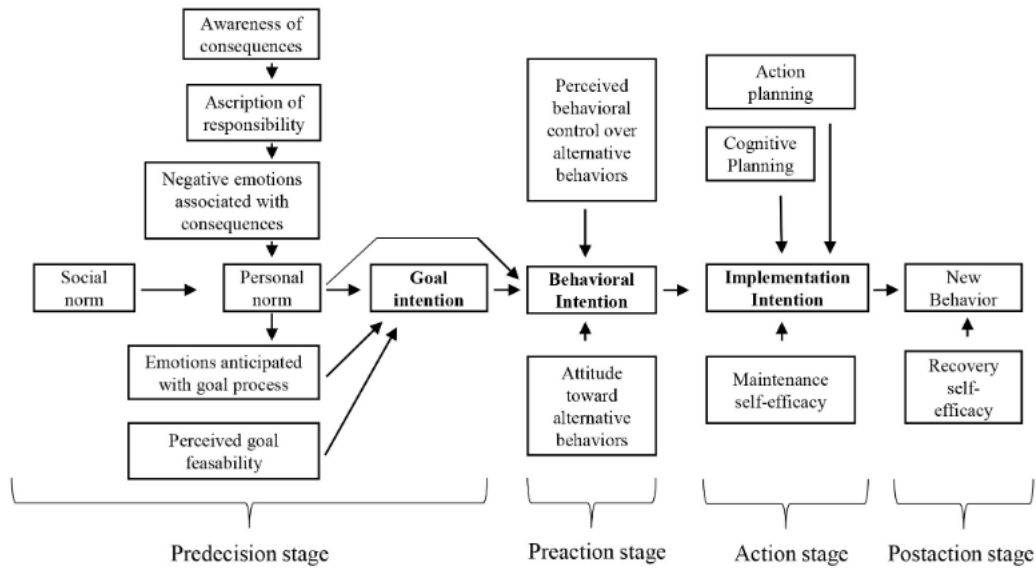 Awareness of
consequences
Ascription of
responsibility
Negative emotions
associated with
consequences
Social
norm
Personal
norm
Goal
intention
Emotions anticipated
with goal process
Perceived goal
feasability
Perceived
behavioral
control over
alternative
behaviors
Behavioral
Intention
Attitude
toward
alternative
behaviors
Action
planning
Cognitive
Planning
Implementation
Intention
Maintenance
self-efficacy
New
Behavior
Recovery
self-
efficacy
Predecision stage
Preaction stage
Action stage
Postaction stage